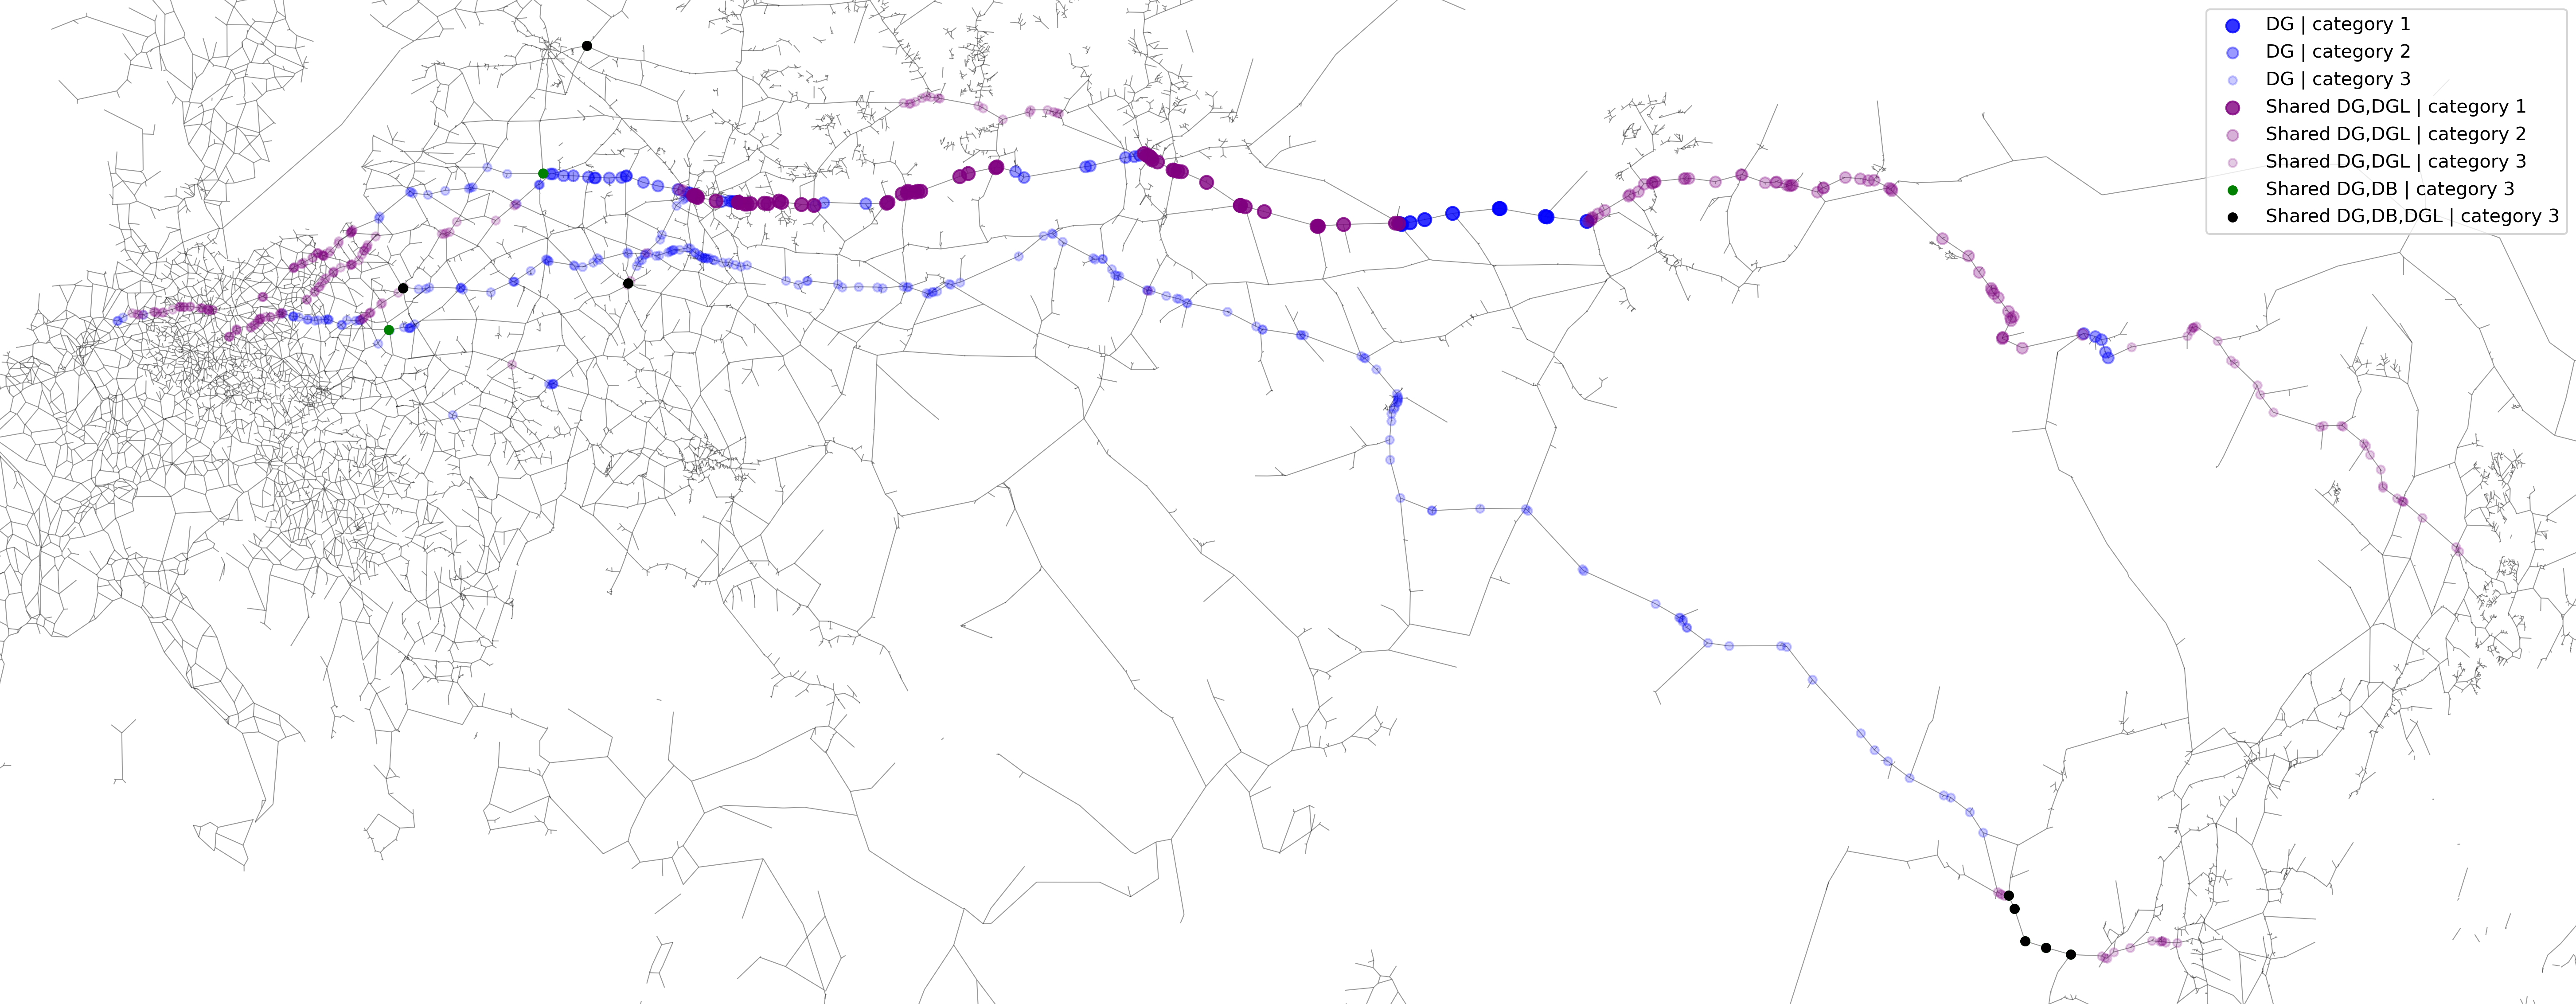 DG | category 1
DG | category 2
DG | category 3
Shared DG,DGL | category 1
Shared DG,DGL | category 2
Shared DG,DGL | category 3
Shared DG,DB | category 3
Shared DG,DB,DGL | category 3